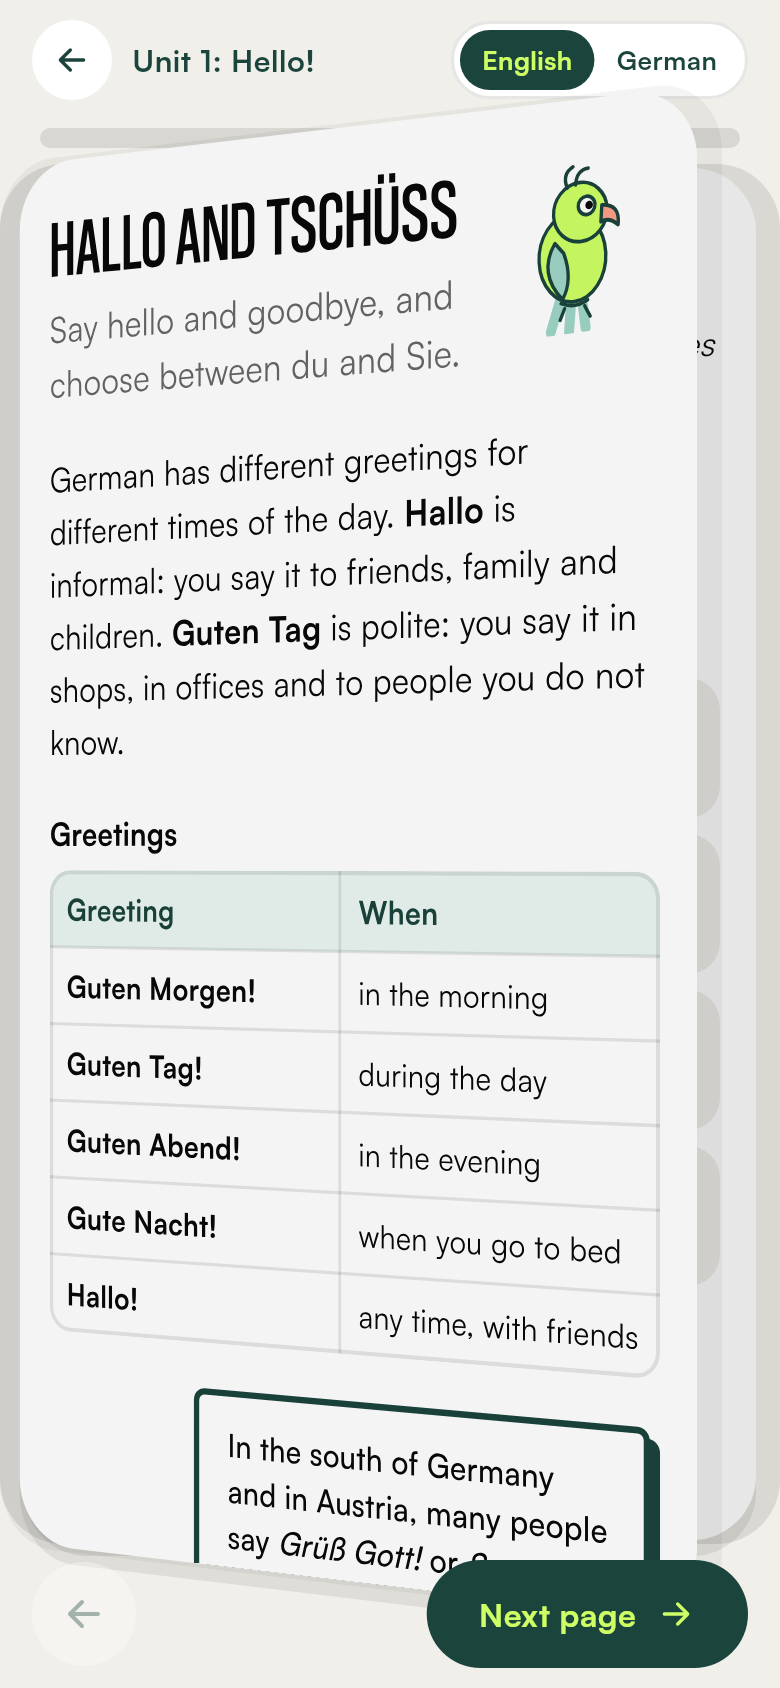 Unit 1: Hello!
English
German
HALLO AND TSCHÜSS
Say hello and goodbye, and
choose between du and Sie.
German has different greetings for
different times of the day. Hallo is
informal: you say it to friends, family and
children. Guten Tag is polite: you say it in
shops, in offices and to people you do not
know.
Greetings
Greeting When
Guten Morgen! in the morning
Guten Tag! during the day
Guten Abend! in the evening
Gute Nacht! when you go to bed
Hallo! any time, with friends
In the south of Germany
and in Austria, many people
say Grüß Gott! or
Next page